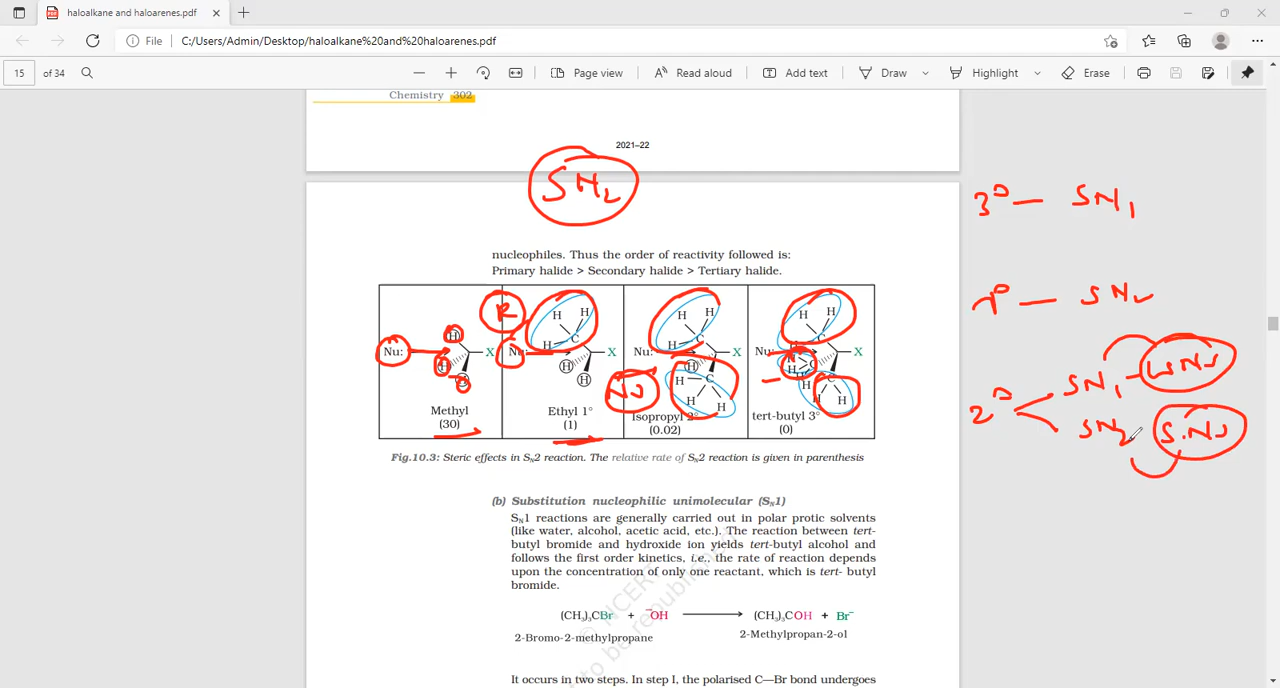 haloalkane and haloarenes.pdf
File C:/Users/Admin/Desktop/haloalkane%20and%20haloarenes.pdf
15 of 34 Page view Read aloud Add text Draw Highlight Erase
Chemistry 302
2021–22
SN2
nucleophiles. Thus the order of reactivity followed is:
Primary halide > Secondary halide > Tertiary halide.
R
H H H H H H
H C H C H C
Nu: H X Nu: X Nu: X Nu: X
H H H H H C H
H H H H H
Methyl Ethyl 1° Isopropyl 2° tert-butyl 3°
(30) (1) (0.02) (0)
Fig.10.3: Steric effects in SN2 reaction. The relative rate of SN2 reaction is given in parenthesis
3° — SN1
1° — SN2
2° SN1
SN2 S.NS
(b) Substitution nucleophilic unimolecular (SN1)
SN1 reactions are generally carried out in polar protic solvents
(like water, alcohol, acetic acid, etc.). The reaction between tert-
butyl bromide and hydroxide ion yields tert-butyl alcohol and
follows the first order kinetics, i.e., the rate of reaction depends
upon the concentration of only one reactant, which is tert- butyl
bromide.
(CH3)3CBr + ⁻OH (CH3)3COH + Br⁻
2-Bromo-2-methylpropane 2-Methylpropan-2-ol
It occurs in two steps. In step I, the polarised C—Br bond undergoes
© NCERT
to be republished